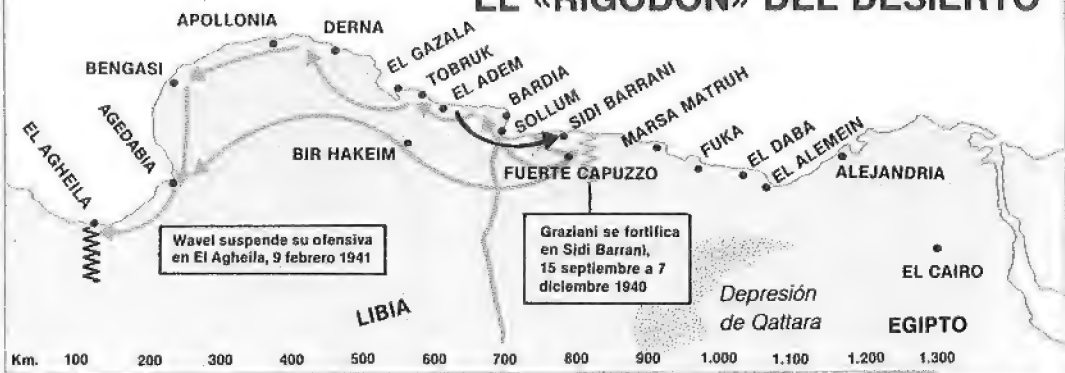 EL «RIGODON» DEL DESIERTO
APOLLONIA
DERNA
BENGASI
EL GAZALA
TOBRUK
EL ADEM
BARDIA
SOLLUM
SIDI BARRANI
MARSA MATRUH
FUKA
EL DABA
EL ALEMEIN
AGEDABIA
EL AGHEILA
BIR HAKEIM
FUERTE CAPUZZO
ALEJANDRIA
Wavel suspende su ofensiva
en El Agheila, 9 febrero 1941
Graziani se fortifica
en Sidi Barrani,
15 septiembre a 7
diciembre 1940
EL CAIRO
LIBIA
Depresión
de Qattara
EGIPTO
Km. 100 200 300 400 500 600 700 800 900 1.000 1.100 1.200 1.300